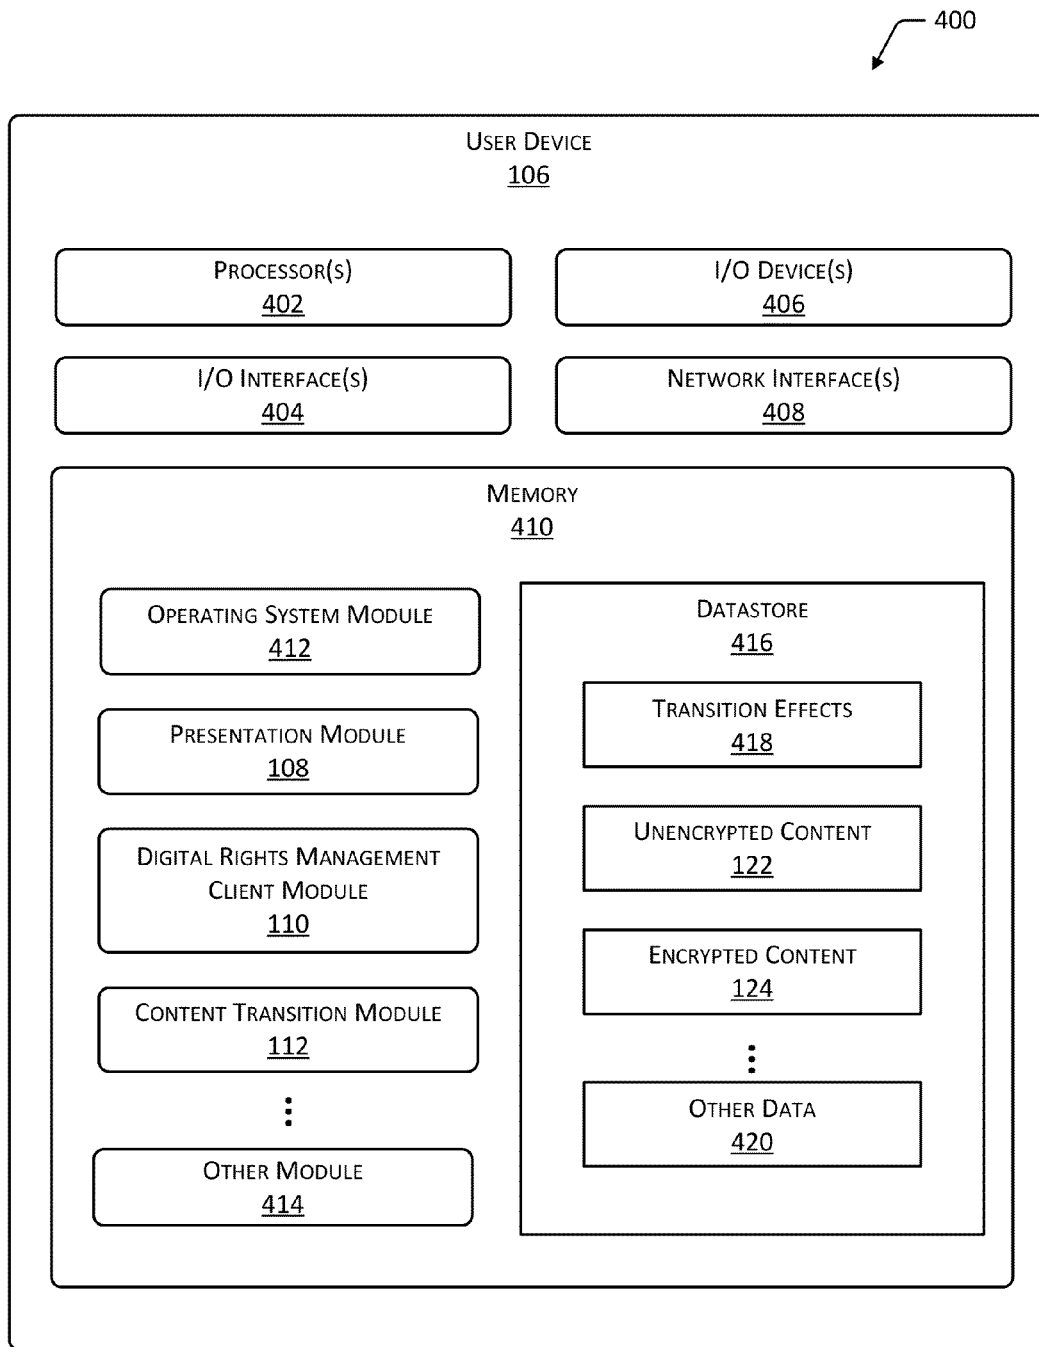 400
USER DEVICE
106
PROCESSOR(S)
402
I/O DEVICE(S)
406
I/O INTERFACE(S)
404
NETWORK INTERFACE(S)
408
MEMORY
410
OPERATING SYSTEM MODULE
412
PRESENTATION MODULE
108
DIGITAL RIGHTS MANAGEMENT
CLIENT MODULE
110
CONTENT TRANSITION MODULE
112
OTHER MODULE
414
DATASTORE
416
TRANSITION EFFECTS
418
UNENCRYPTED CONTENT
122
ENCRYPTED CONTENT
124
OTHER DATA
420